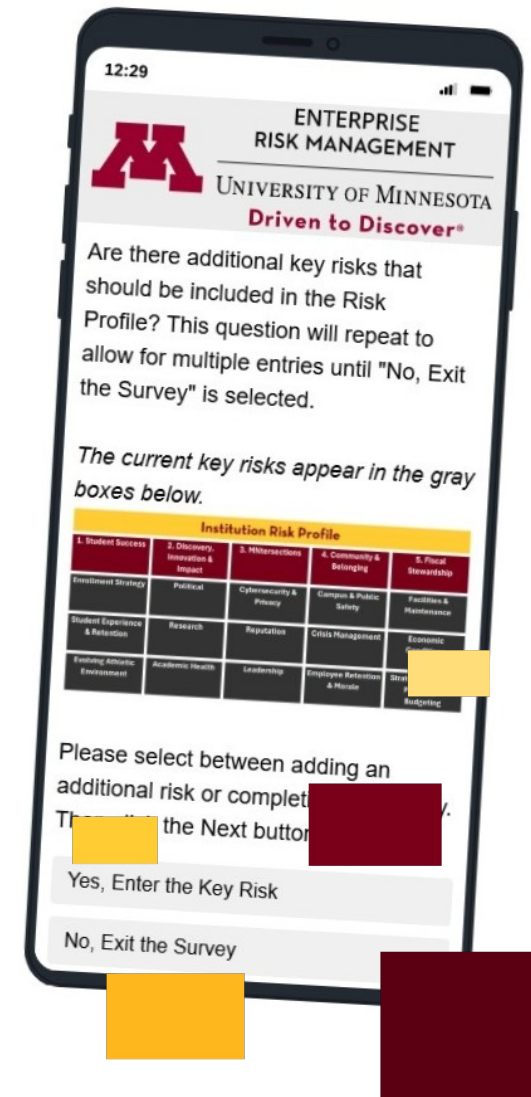 12:29
ENTERPRISE
RISK MANAGEMENT
UNIVERSITY OF MINNESOTA
Driven to Discover®
Are there additional key risks that
should be included in the Risk
Profile? This question will repeat to
allow for multiple entries until "No, Exit
the Survey" is selected.
The current key risks appear in the gray
boxes below.
Institution Risk Profile
1. Student Success
2. Discovery,
Innovation &
Impact
3. MNtersections
4. Community &
Belonging
5. Fiscal
Stewardship
Enrollment Strategy
Political
Cybersecurity &
Privacy
Campus & Public
Safety
Facilities &
Maintenance
Student Experience
& Retention
Research
Reputation
Crisis Management
Economic
Evolving Athletic
Environment
Academic Health
Leadership
Employee Retention
& Morale
Budgeting
Please select between adding an
additional risk or
the Next
Yes, Enter the Key Risk
No, Exit the Survey